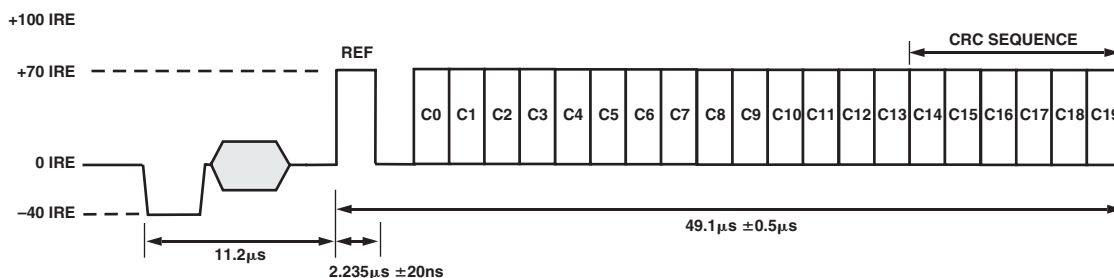 +100 IRE
REF
CRC SEQUENCE
+70 IRE
C0 C1 C2 C3 C4 C5 C6 C7 C8 C9 C10 C11 C12 C13 C14 C15 C16 C17 C18 C19
0 IRE
–40 IRE
49.1μs ±0.5μs
11.2μs
2.235μs ±20ns